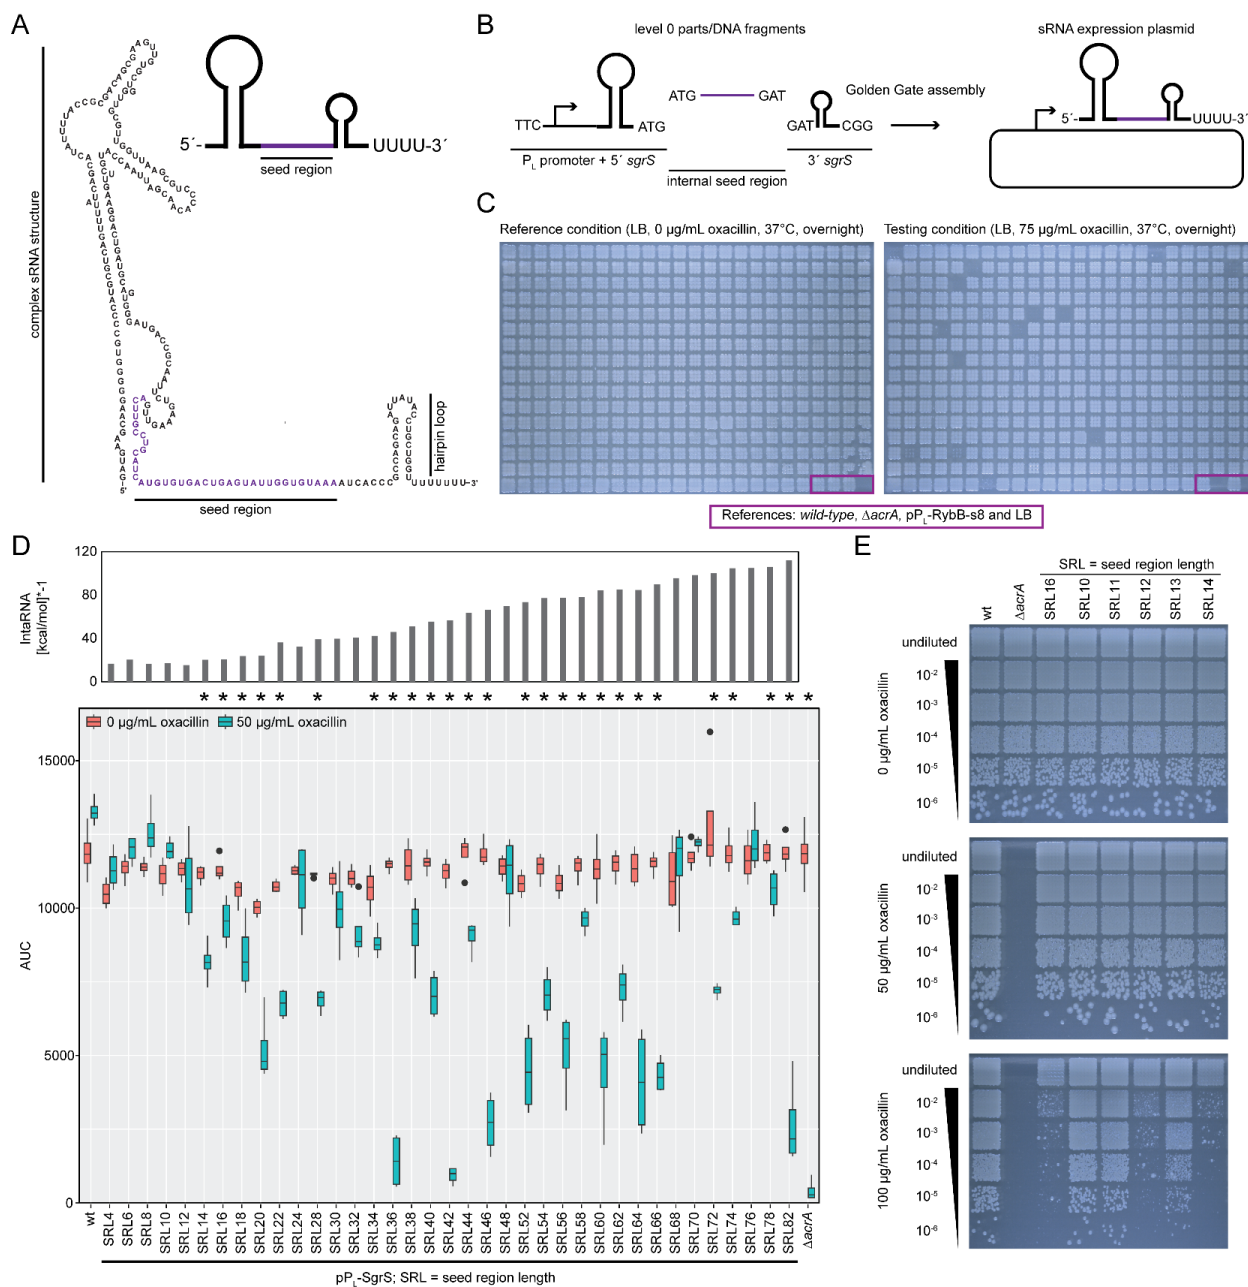 A
complex sRNA structure
5´-
UUUU-3´
seed region
AUGUGUGACUGAGUAUUGGUGUAAAAUCACCCG
UUUUUUU-3'
5'
seed region
hairpin loop
B
level 0 parts/DNA fragments
sRNA expression plasmid
ATG
GAT
Golden Gate assembly
TTC
ATG
GAT
CGG
5´-
UUUU-3´
PL promoter + 5´ sgrS
3´ sgrS
internal seed region
C
Reference condition (LB, 0 µg/mL oxacillin, 37°C, overnight)
Testing condition (LB, 75 µg/mL oxacillin, 37°C, overnight)
References: wild-type, ΔacrA, pPL-RybB-s8 and LB
D
IntaRNA
[kcal/mol]*-1
120
80
40
0
* * * * * * * * * * * * * * * * * * * * * * * * * *
0 µg/mL oxacillin
50 µg/mL oxacillin
AUC
15000
10000
5000
0
wt
SRL4
SRL6
SRL8
SRL10
SRL12
SRL14
SRL16
SRL18
SRL20
SRL22
SRL24
SRL28
SRL30
SRL32
SRL34
SRL36
SRL38
SRL40
SRL42
SRL44
SRL46
SRL48
SRL52
SRL54
SRL56
SRL58
SRL60
SRL62
SRL64
SRL66
SRL68
SRL70
SRL72
SRL74
SRL76
SRL78
SRL82
ΔacrA
pPL-SgrS; SRL = seed region length
E
SRL = seed region length
wt
ΔacrA
SRL16
SRL10
SRL11
SRL12
SRL13
SRL14
0 µg/mL oxacillin
undiluted
10-2
10-3
10-4
10-5
10-6
50 µg/mL oxacillin
undiluted
10-2
10-3
10-4
10-5
10-6
100 µg/mL oxacillin
undiluted
10-2
10-3
10-4
10-5
10-6